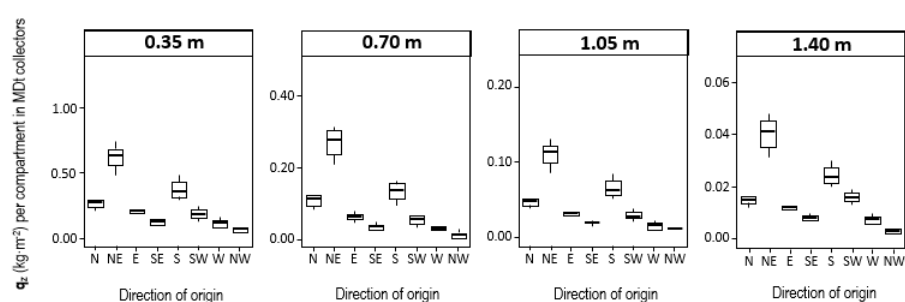 qz (kg·m-2) per compartment in MDt collectors
0.35 m
1.00
0.50
0.00
N NE E SE S SW W NW
Direction of origin
0.70 m
0.40
0.20
0.00
N NE E SE S SW W NW
Direction of origin
1.05 m
0.20
0.10
0.00
N NE E SE S SW W NW
Direction of origin
1.40 m
0.06
0.04
0.02
0.00
N NE E SE S SW W NW
Direction of origin